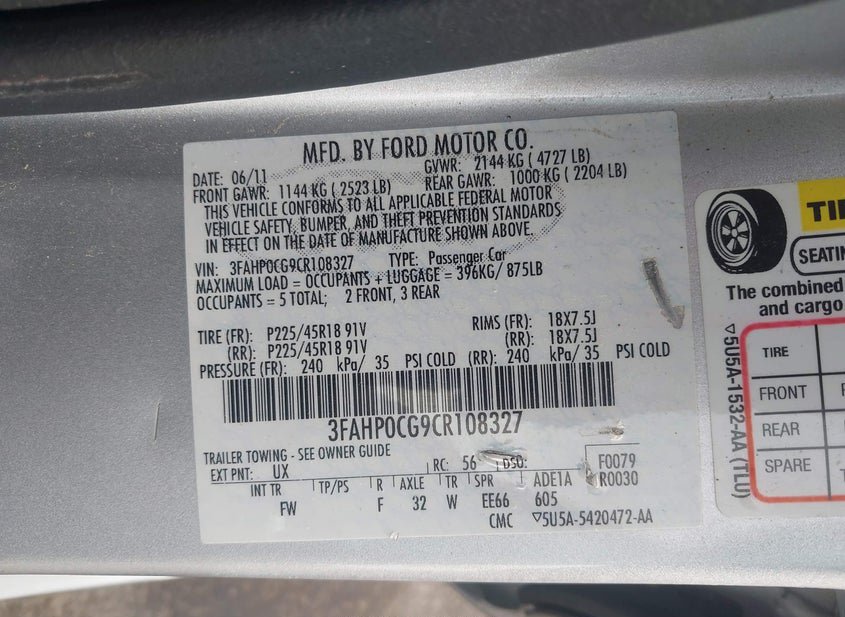 MFD. BY FORD MOTOR CO.
DATE: 06/11 GVWR: 2144 KG ( 4727 LB)
FRONT GAWR: 1144 KG ( 2523 LB) REAR GAWR: 1000 KG ( 2204 LB)
THIS VEHICLE CONFORMS TO ALL APPLICABLE FEDERAL MOTOR
VEHICLE SAFETY, BUMPER, AND THEFT PREVENTION STANDARDS
IN EFFECT ON THE DATE OF MANUFACTURE SHOWN ABOVE.
VIN: 3FAHP0CG9CR108327 TYPE: Passenger Car
MAXIMUM LOAD = OCCUPANTS + LUGGAGE = 396KG/ 875LB
OCCUPANTS = 5 TOTAL; 2 FRONT, 3 REAR
TIRE (FR): P225/45R18 91V RIMS (FR): 18X7.5J
(RR): P225/45R18 91V (RR): 18X7.5J
PRESSURE (FR): 240 kPa/ 35 PSI COLD (RR): 240 kPa/ 35 PSI COLD
3FAHP0CG9CR108327
TRAILER TOWING - SEE OWNER GUIDE
EXT PNT: UX RC: 56 DSO: F0079
INT TR TP/PS R AXLE TR SPR ADE1A R0030
FW F 32 W EE66 605
CMC ▽5U5A-5420472-AA
SEATIN
The combined
and cargo
▽5U5A-1532-AA (TLU)
TIRE
FRONT
REAR
SPARE